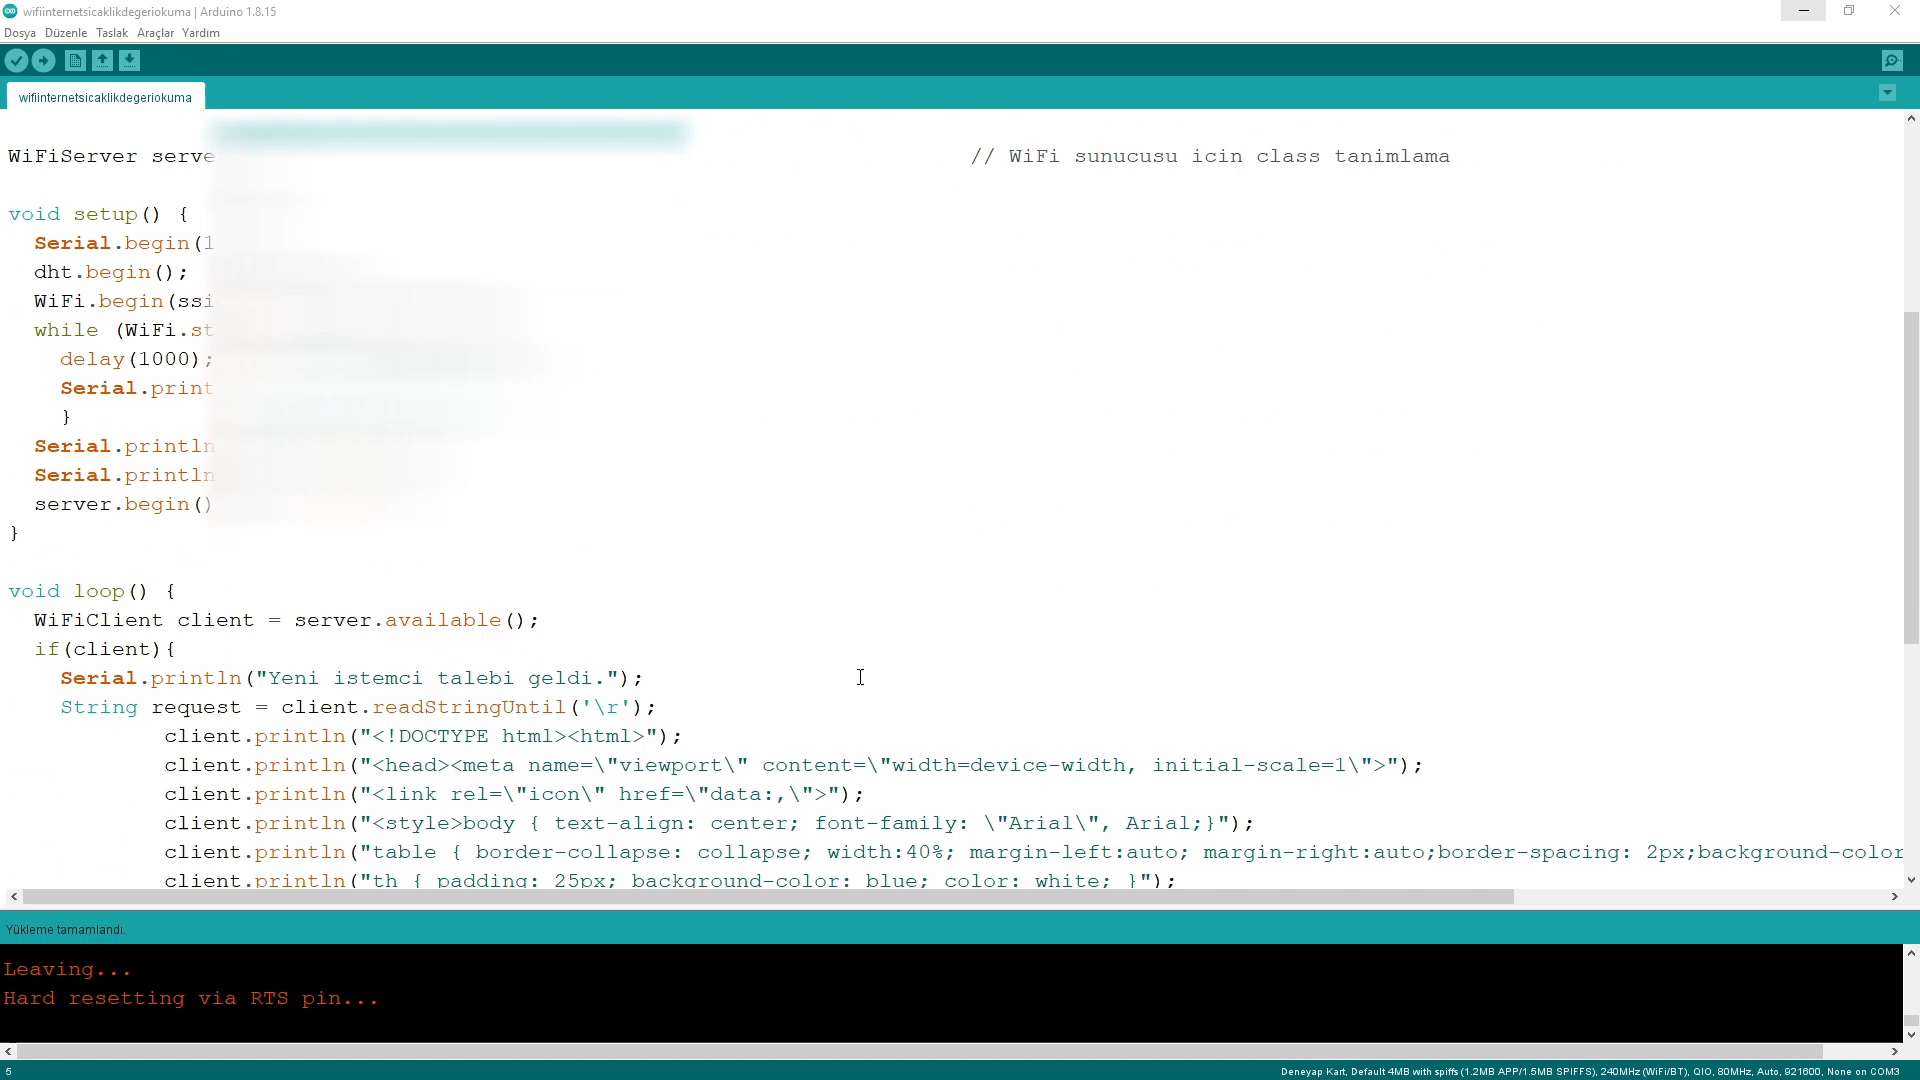 wifiinternetsicaklikdegeriokuma | Arduino 1.8.15
Dosya Düzenle Taslak Araçlar Yardım
wifiinternetsicaklikdegeriokuma
WiFiServer serve // WiFi sunucusu icin class tanimlama
void setup() {
Serial.begin(1
dht.begin();
WiFi.begin(ssi
while (WiFi.st
delay(1000);
Serial.print
}
Serial.println
Serial.println
server.begin()
}
void loop() {
WiFiClient client = server.available();
if(client){
Serial.println("Yeni istemci talebi geldi.");
String request = client.readStringUntil('\r');
client.println("<!DOCTYPE html><html>");
client.println("<head><meta name=\"viewport\" content=\"width=device-width, initial-scale=1\">");
client.println("<link rel=\"icon\" href=\"data:,\">");
client.println("<style>body { text-align: center; font-family: \"Arial\", Arial;}");
client.println("table { border-collapse: collapse; width:40%; margin-left:auto; margin-right:auto;border-spacing: 2px;background-color
client.println("th { padding: 25px; background-color: blue; color: white; }");
Yükleme tamamlandı.
Leaving...
Hard resetting via RTS pin...
5 Deneyap Kart, Default 4MB with spiffs (1.2MB APP/1.5MB SPIFFS), 240MHz (WiFi/BT), QIO, 80MHz, Auto, 921600, None on COM3